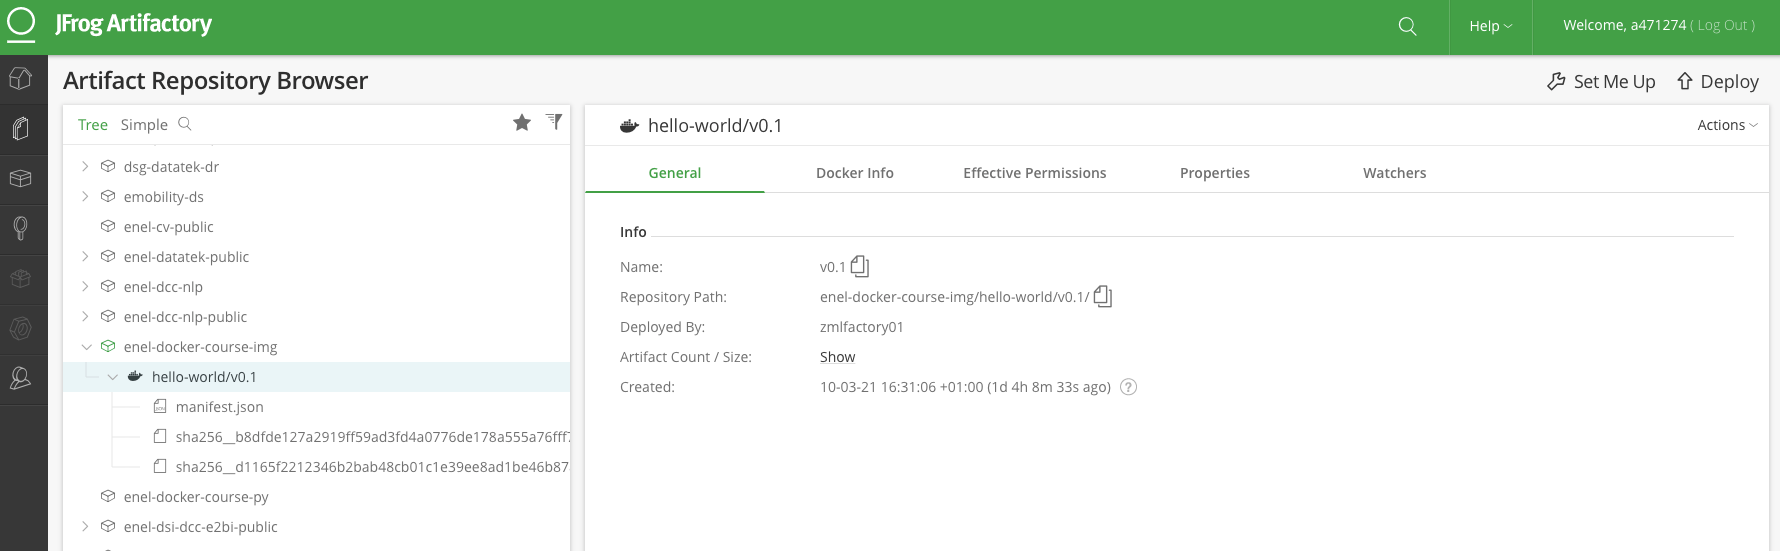 JFrog Artifactory
Help
Welcome, a471274 ( Log Out )
Artifact Repository Browser
Set Me Up
Deploy
Tree Simple
dsg-datatek-dr
emobility-ds
enel-cv-public
enel-datatek-public
enel-dcc-nlp
enel-dcc-nlp-public
enel-docker-course-img
hello-world/v0.1
manifest.json
sha256__b8dfde127a2919ff59ad3fd4a0776de178a555a76fff7
sha256__d1165f2212346b2bab48cb01c1e39ee8ad1be46b87
enel-docker-course-py
enel-dsi-dcc-e2bi-public
hello-world/v0.1
Actions
General Docker Info Effective Permissions Properties Watchers
Info
Name: v0.1
Repository Path: enel-docker-course-img/hello-world/v0.1/
Deployed By: zmlfactory01
Artifact Count / Size: Show
Created: 10-03-21 16:31:06 +01:00 (1d 4h 8m 33s ago) ?